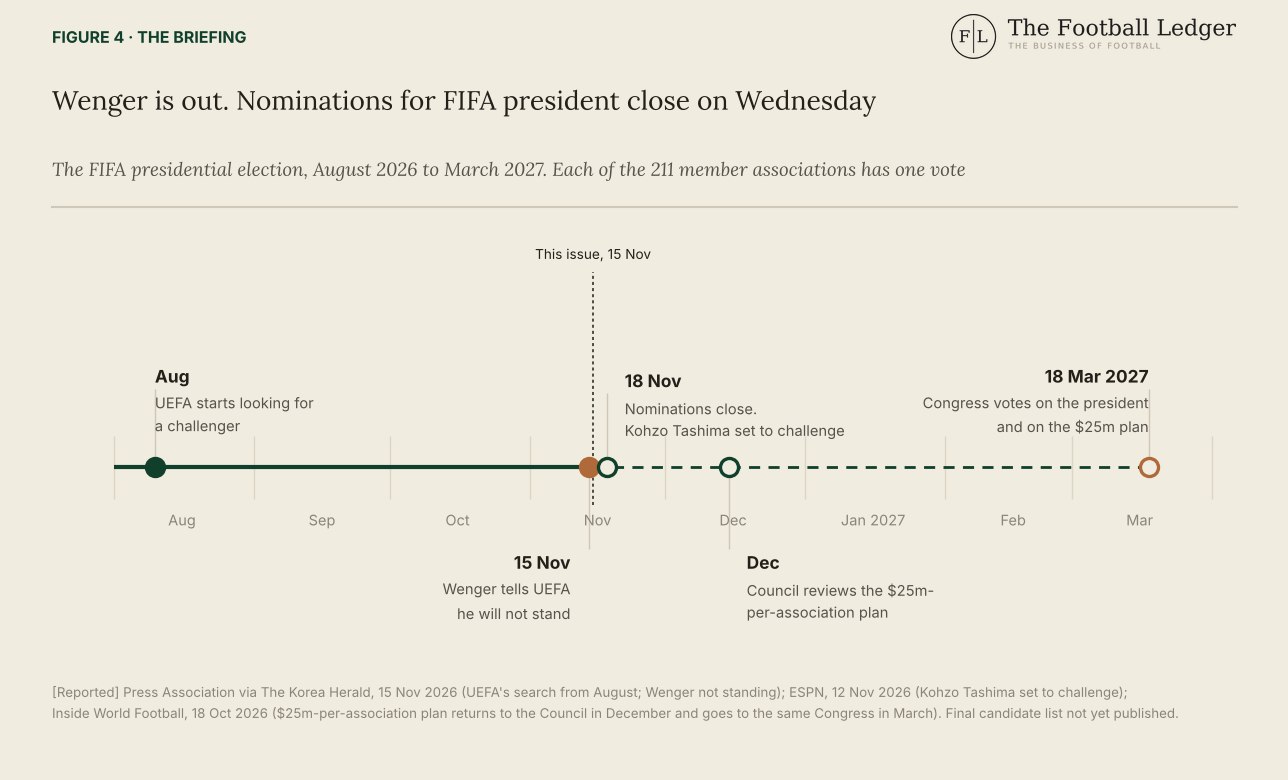 FIGURE 4 · THE BRIEFING
F L
The Football Ledger
THE BUSINESS OF FOOTBALL
Wenger is out. Nominations for FIFA president close on Wednesday
The FIFA presidential election, August 2026 to March 2027. Each of the 211 member associations has one vote
This issue, 15 Nov
Aug
UEFA starts looking for
a challenger
18 Nov
Nominations close.
Kohzo Tashima set to challenge
18 Mar 2027
Congress votes on the president
and on the $25m plan
Aug Sep Oct Nov Dec Jan 2027 Feb Mar
15 Nov
Wenger tells UEFA
he will not stand
Dec
Council reviews the $25m-
per-association plan
[Reported] Press Association via The Korea Herald, 15 Nov 2026 (UEFA's search from August; Wenger not standing); ESPN, 12 Nov 2026 (Kohzo Tashima set to challenge);
Inside World Football, 18 Oct 2026 ($25m-per-association plan returns to the Council in December and goes to the same Congress in March). Final candidate list not yet published.